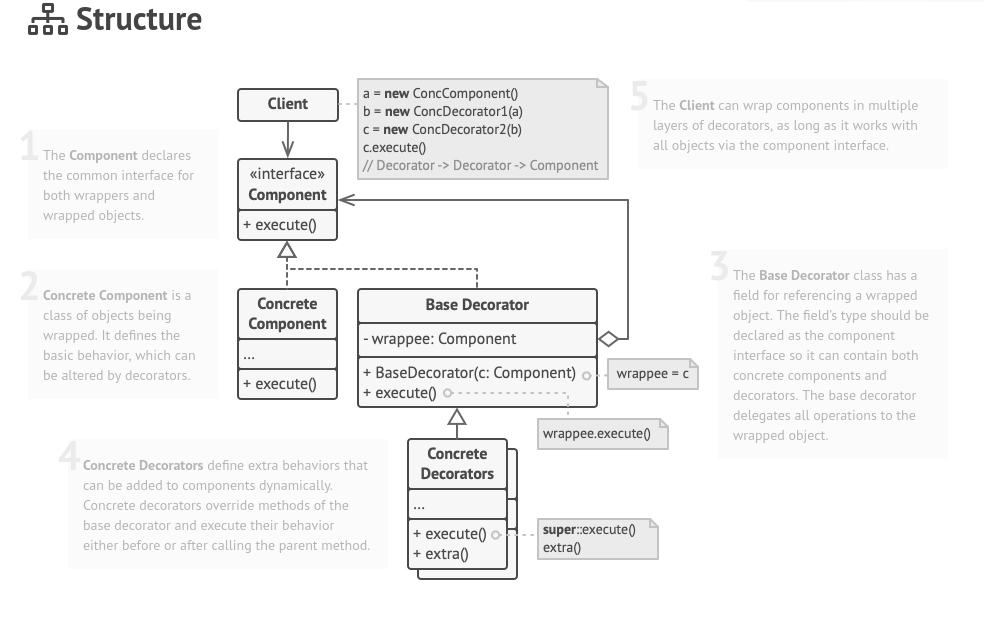 Structure
Client
a = new ConcComponent()
b = new ConcDecorator1(a)
c = new ConcDecorator2(b)
c.execute()
// Decorator -> Decorator -> Component
5
The Client can wrap components in multiple
layers of decorators, as long as it works with
all objects via the component interface.
1
The Component declares
the common interface for
both wrappers and
wrapped objects.
«interface»
Component
+ execute()
2
Concrete Component is a
class of objects being
wrapped. It defines the
basic behavior, which can
be altered by decorators.
Concrete
Component
...
+ execute()
Base Decorator
- wrappee: Component
+ BaseDecorator(c: Component)
+ execute()
wrappee = c
wrappee.execute()
3
The Base Decorator class has a
field for referencing a wrapped
object. The field's type should be
declared as the component
interface so it can contain both
concrete components and
decorators. The base decorator
delegates all operations to the
wrapped object.
4
Concrete Decorators define extra behaviors that
can be added to components dynamically.
Concrete decorators override methods of the
base decorator and execute their behavior
either before or after calling the parent method.
Concrete
Decorators
...
+ execute()
+ extra()
super::execute()
extra()